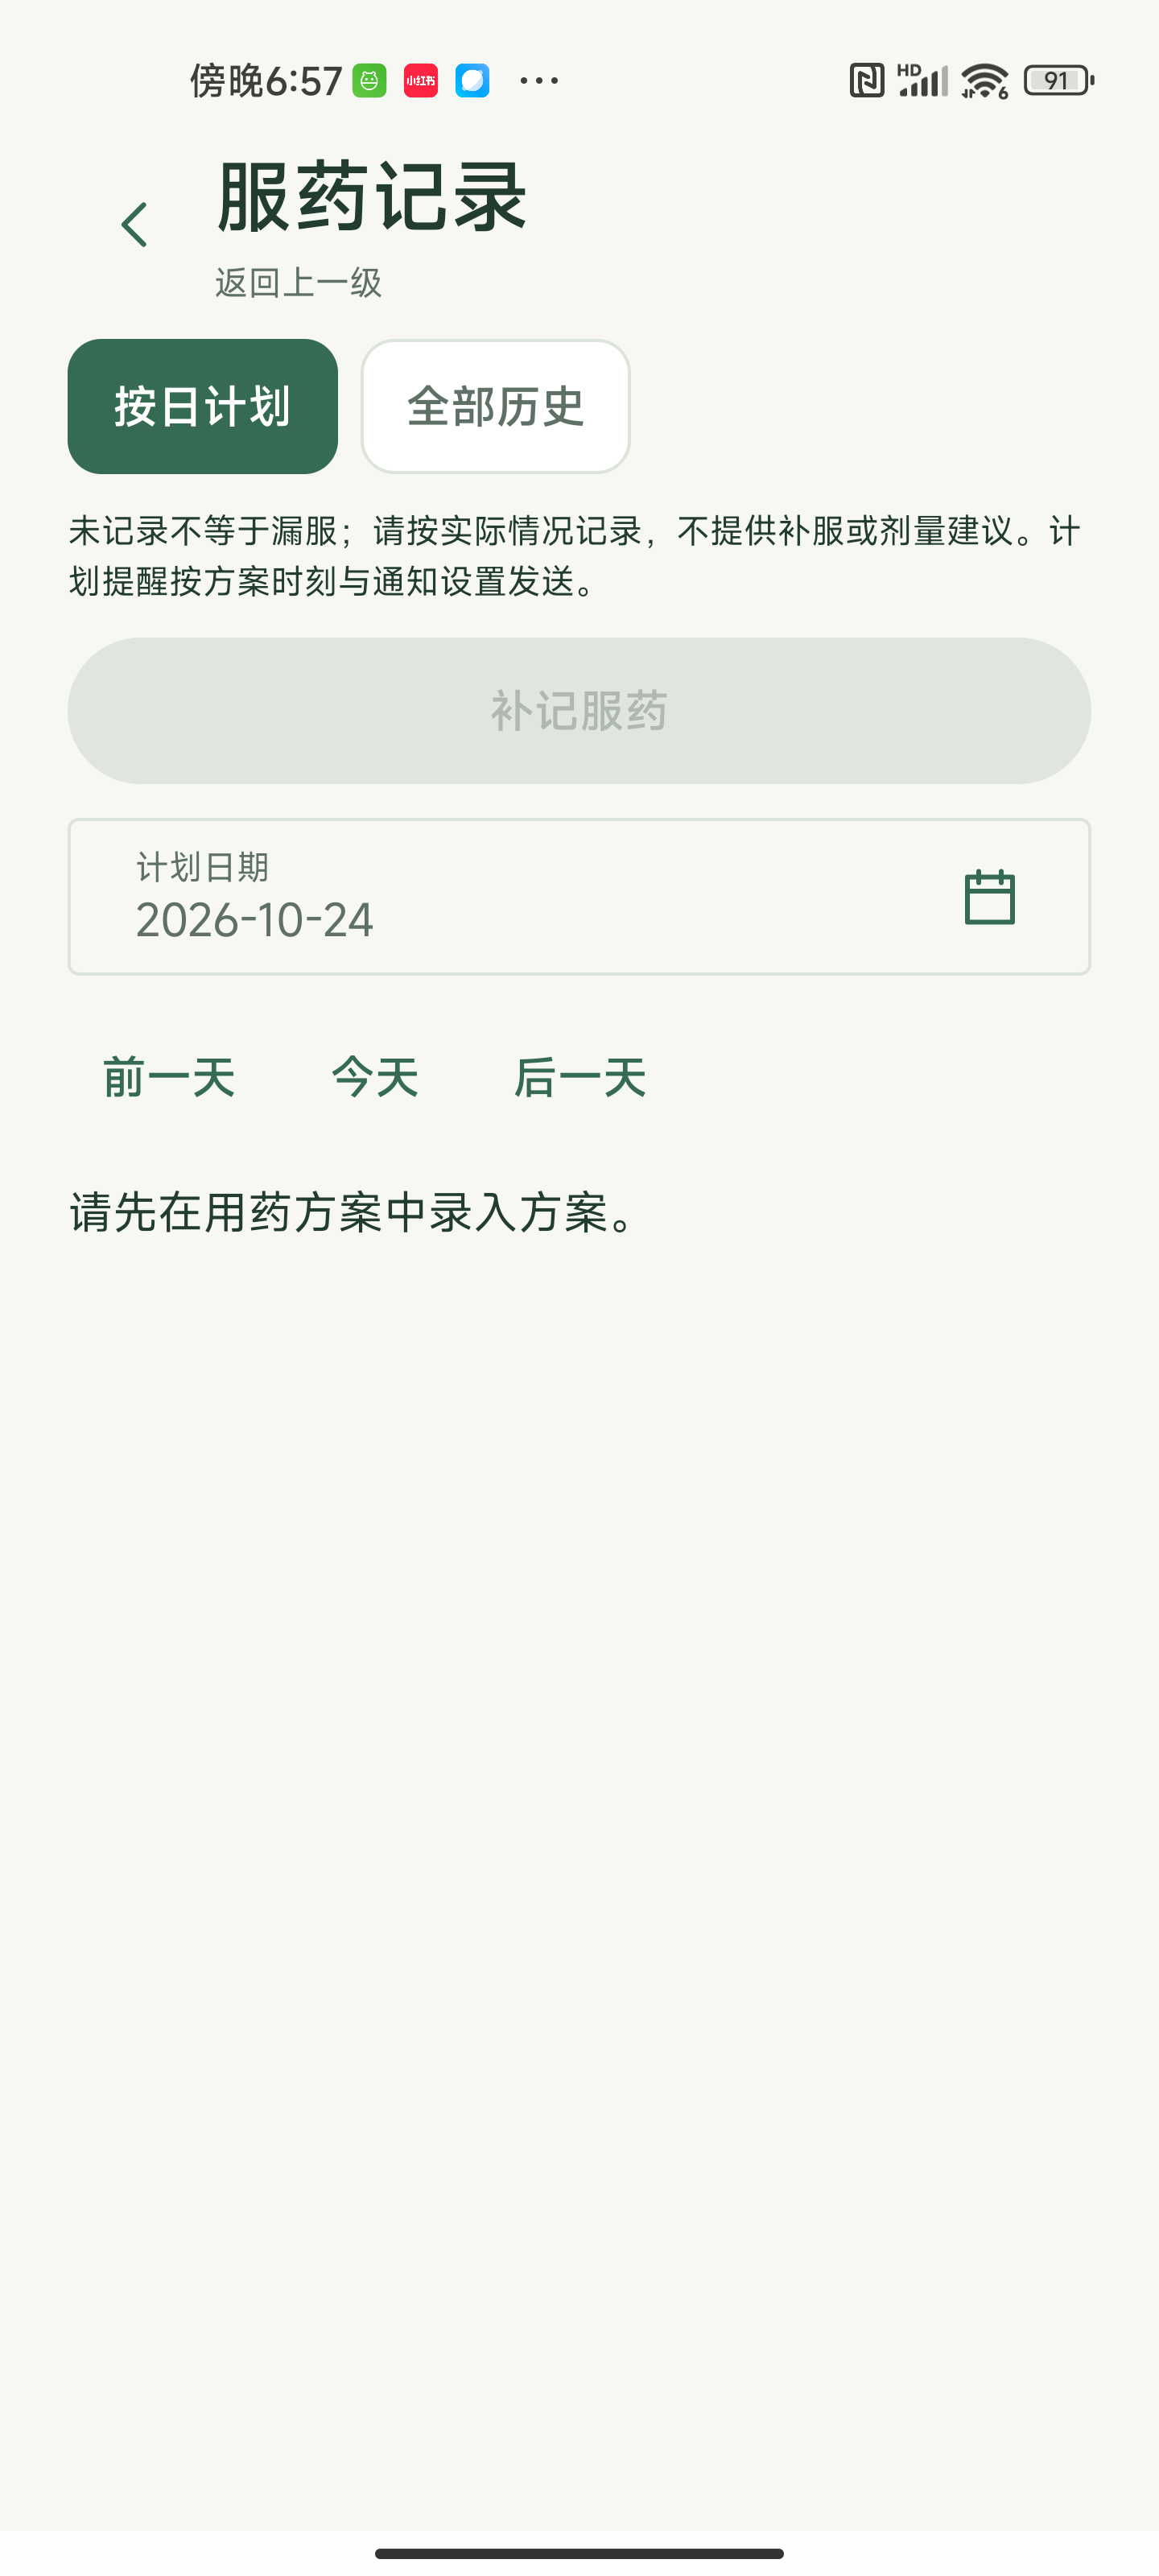 傍晚6:57 小红书 ··· HD 6 91
服药记录
返回上一级
按日计划 全部历史
未记录不等于漏服；请按实际情况记录，不提供补服或剂量建议。计
划提醒按方案时刻与通知设置发送。
补记服药
计划日期
2026-10-24
前一天 今天 后一天
请先在用药方案中录入方案。